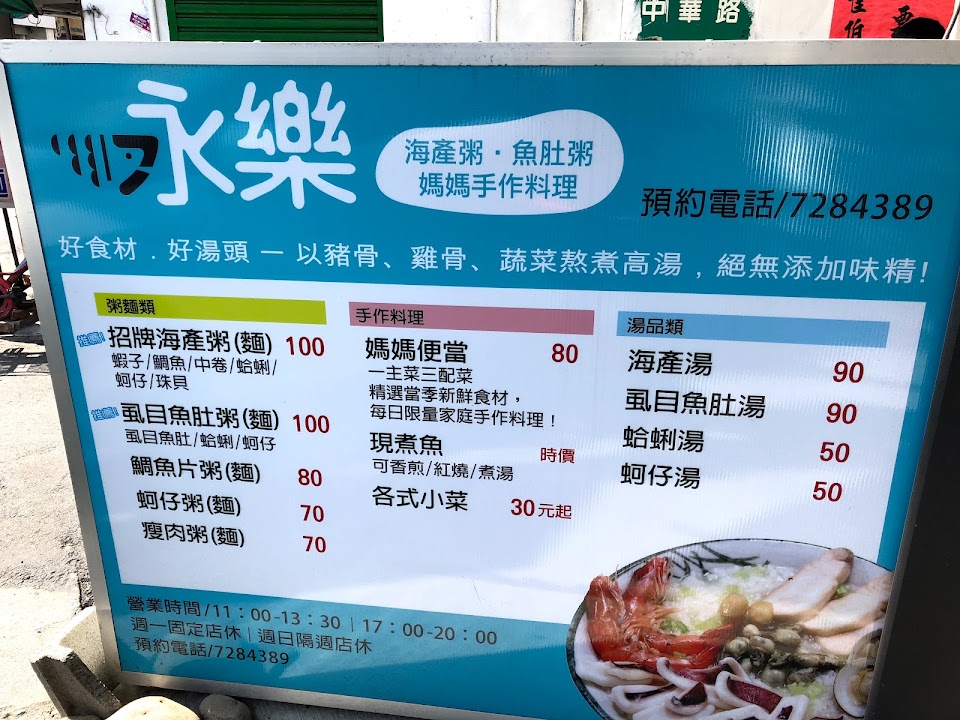 中華路
永樂
海產粥・魚肚粥
媽媽手作料理
預約電話/7284389
好食材．好湯頭 一 以豬骨、雞骨、蔬菜熬煮高湯，絕無添加味精!
粥麵類
推薦! 招牌海產粥(麵) 100
蝦子/鯛魚/中卷/蛤蜊/
蚵仔/珠貝
推薦! 虱目魚肚粥(麵) 100
虱目魚肚/蛤蜊/蚵仔
鯛魚片粥(麵) 80
蚵仔粥(麵) 70
瘦肉粥(麵) 70
手作料理
媽媽便當 80
一主菜三配菜
精選當季新鮮食材，
每日限量家庭手作料理！
現煮魚 時價
可香煎/紅燒/煮湯
各式小菜 30元起
湯品類
海產湯 90
虱目魚肚湯 90
蛤蜊湯 50
蚵仔湯 50
營業時間/11：00-13：30｜17：00-20：00
週一固定店休｜週日隔週店休
預約電話/7284389